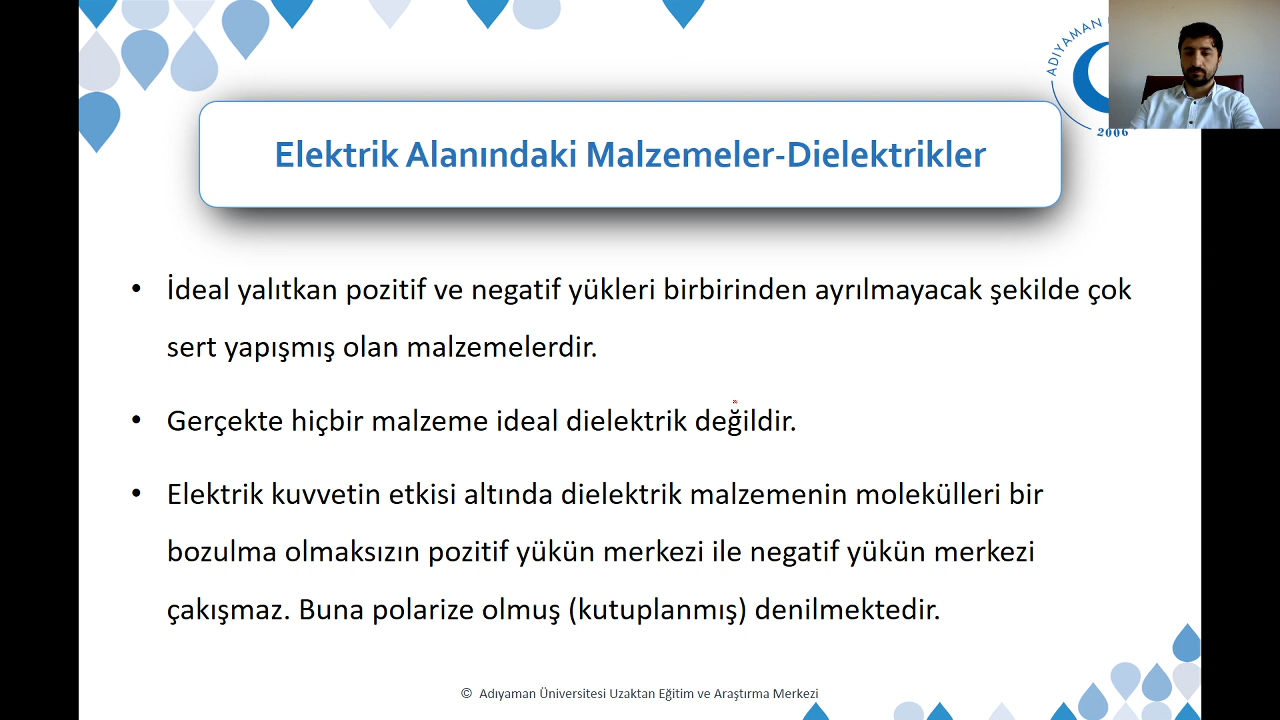 ADIYAMAN
2006
Elektrik Alanındaki Malzemeler-Dielektrikler
• İdeal yalıtkan pozitif ve negatif yükleri birbirinden ayrılmayacak şekilde çok
sert yapışmış olan malzemelerdir.
• Gerçekte hiçbir malzeme ideal dielektrik değildir.
• Elektrik kuvvetin etkisi altında dielektrik malzemenin molekülleri bir
bozulma olmaksızın pozitif yükün merkezi ile negatif yükün merkezi
çakışmaz. Buna polarize olmuş (kutuplanmış) denilmektedir.
© Adıyaman Üniversitesi Uzaktan Eğitim ve Araştırma Merkezi